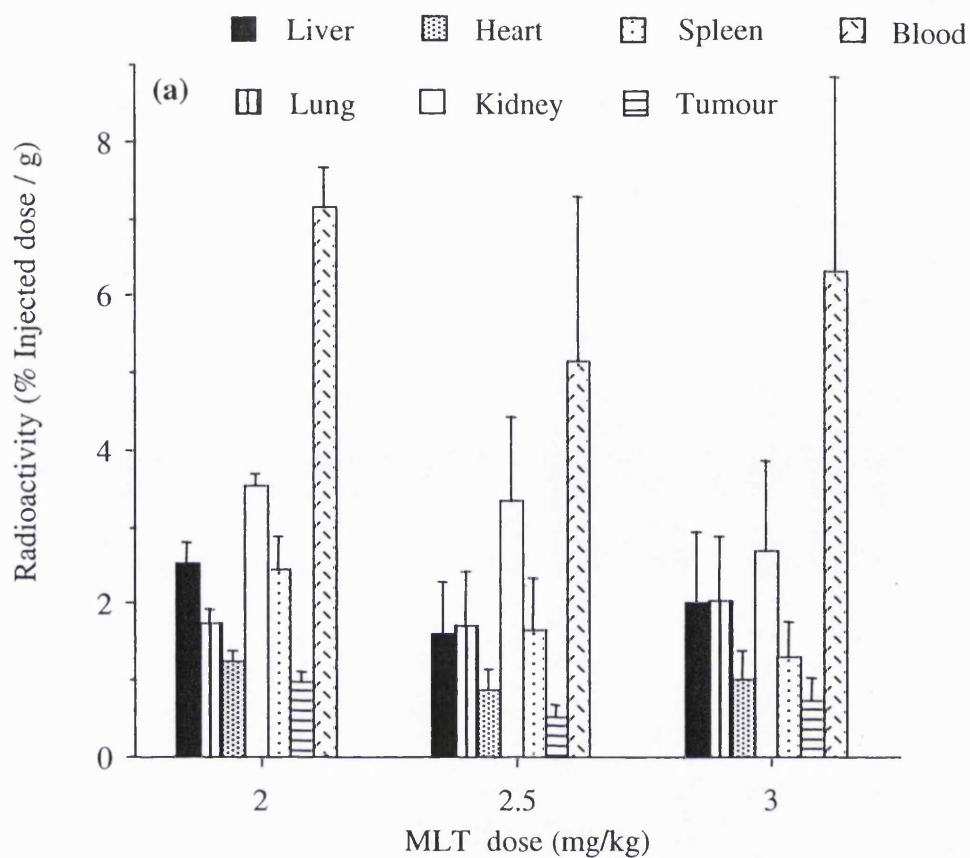 Liver Heart Spleen Blood
(a)
Lung Kidney Tumour
Radioactivity (% Injected dose / g)
8
6
4
2
0
2 2.5 3
MLT dose (mg/kg)